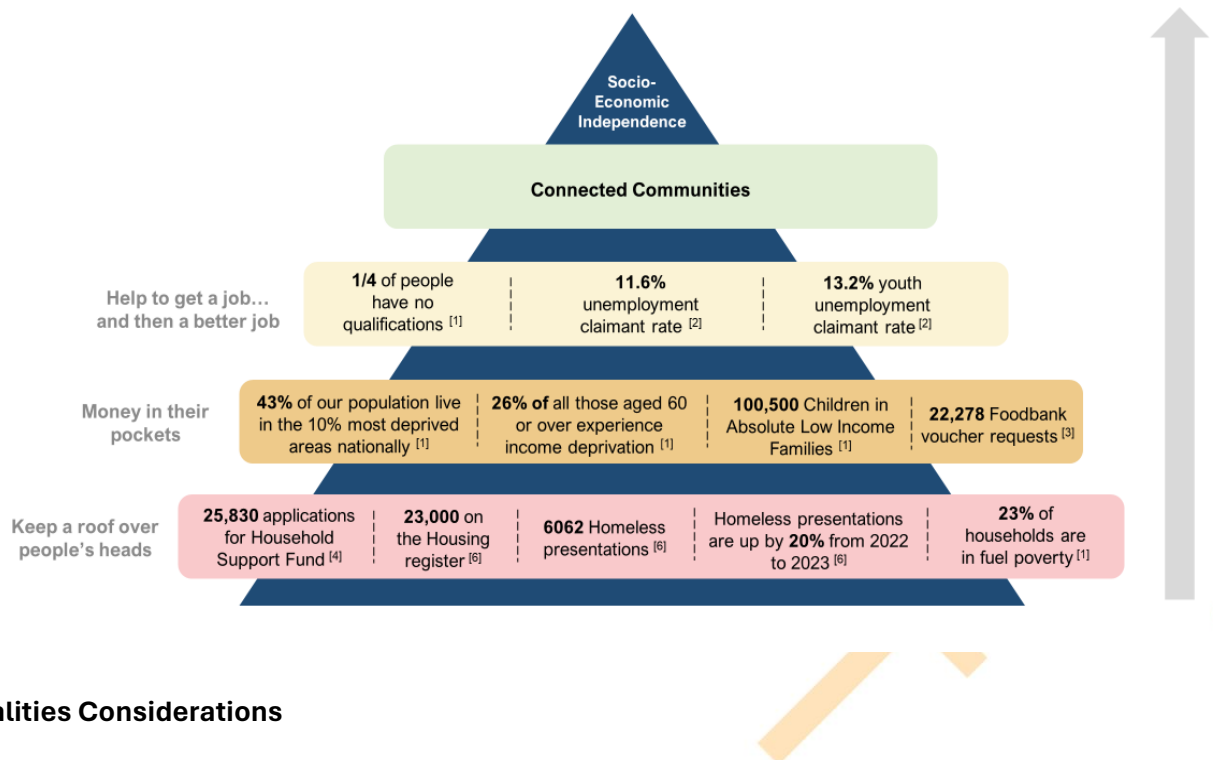 Socio-
Economic
Independence
Connected Communities
Help to get a job…
and then a better job
1/4 of people
have no
qualifications [1]
11.6%
unemployment
claimant rate [2]
13.2% youth
unemployment
claimant rate [2]
Money in their
pockets
43% of our population live
in the 10% most deprived
areas nationally [1]
26% of all those aged 60
or over experience
income deprivation [1]
100,500 Children in
Absolute Low Income
Families [1]
22,278 Foodbank
voucher requests [3]
Keep a roof over
people's heads
25,830 applications
for Household
Support Fund [4]
23,000 on
the Housing
register [6]
6062 Homeless
presentations [6]
Homeless presentations
are up by 20% from 2022
to 2023 [6]
23% of
households are
in fuel poverty [1]
alities Considerations